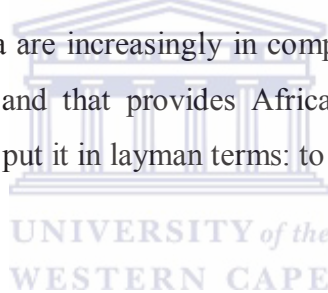 a are increasingly in comp
and that provides Africa
put it in layman terms: to
UNIVERSITY of the
WESTERN CAPE